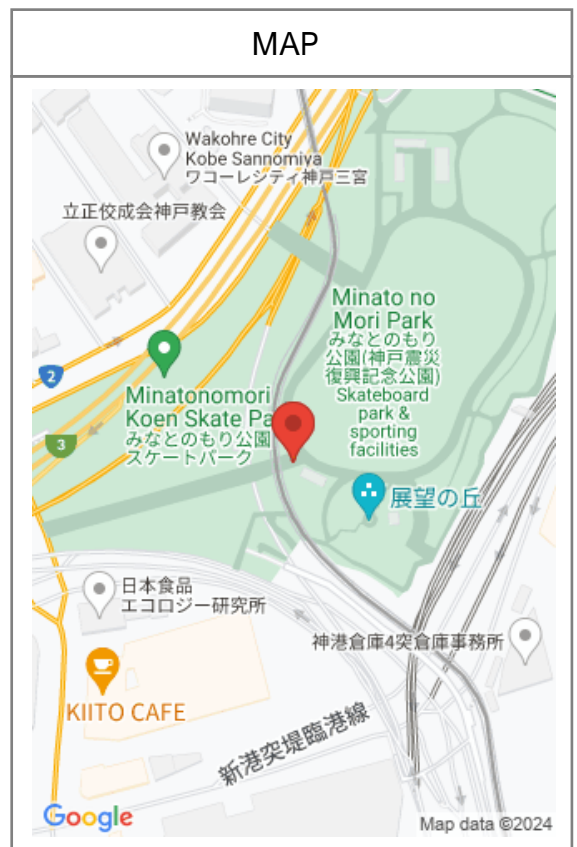 MAP
Wakohre City
Kobe Sannomiya
ワコーレシティ神戸三宮
立正佼成会神戸教会
Minato no
Mori Park
みなとのもり
公園(神戸震災
復興記念公園)
Skateboard
park &
sporting
facilities
2
Minatonomori
Koen Skate Pa
みなとのもり公園
スケートパーク
3
展望の丘
日本食品
エコロジー研究所
神港倉庫4突倉庫事務所
KIITO CAFE
新港突堤臨港線
Google
Map data ©2024